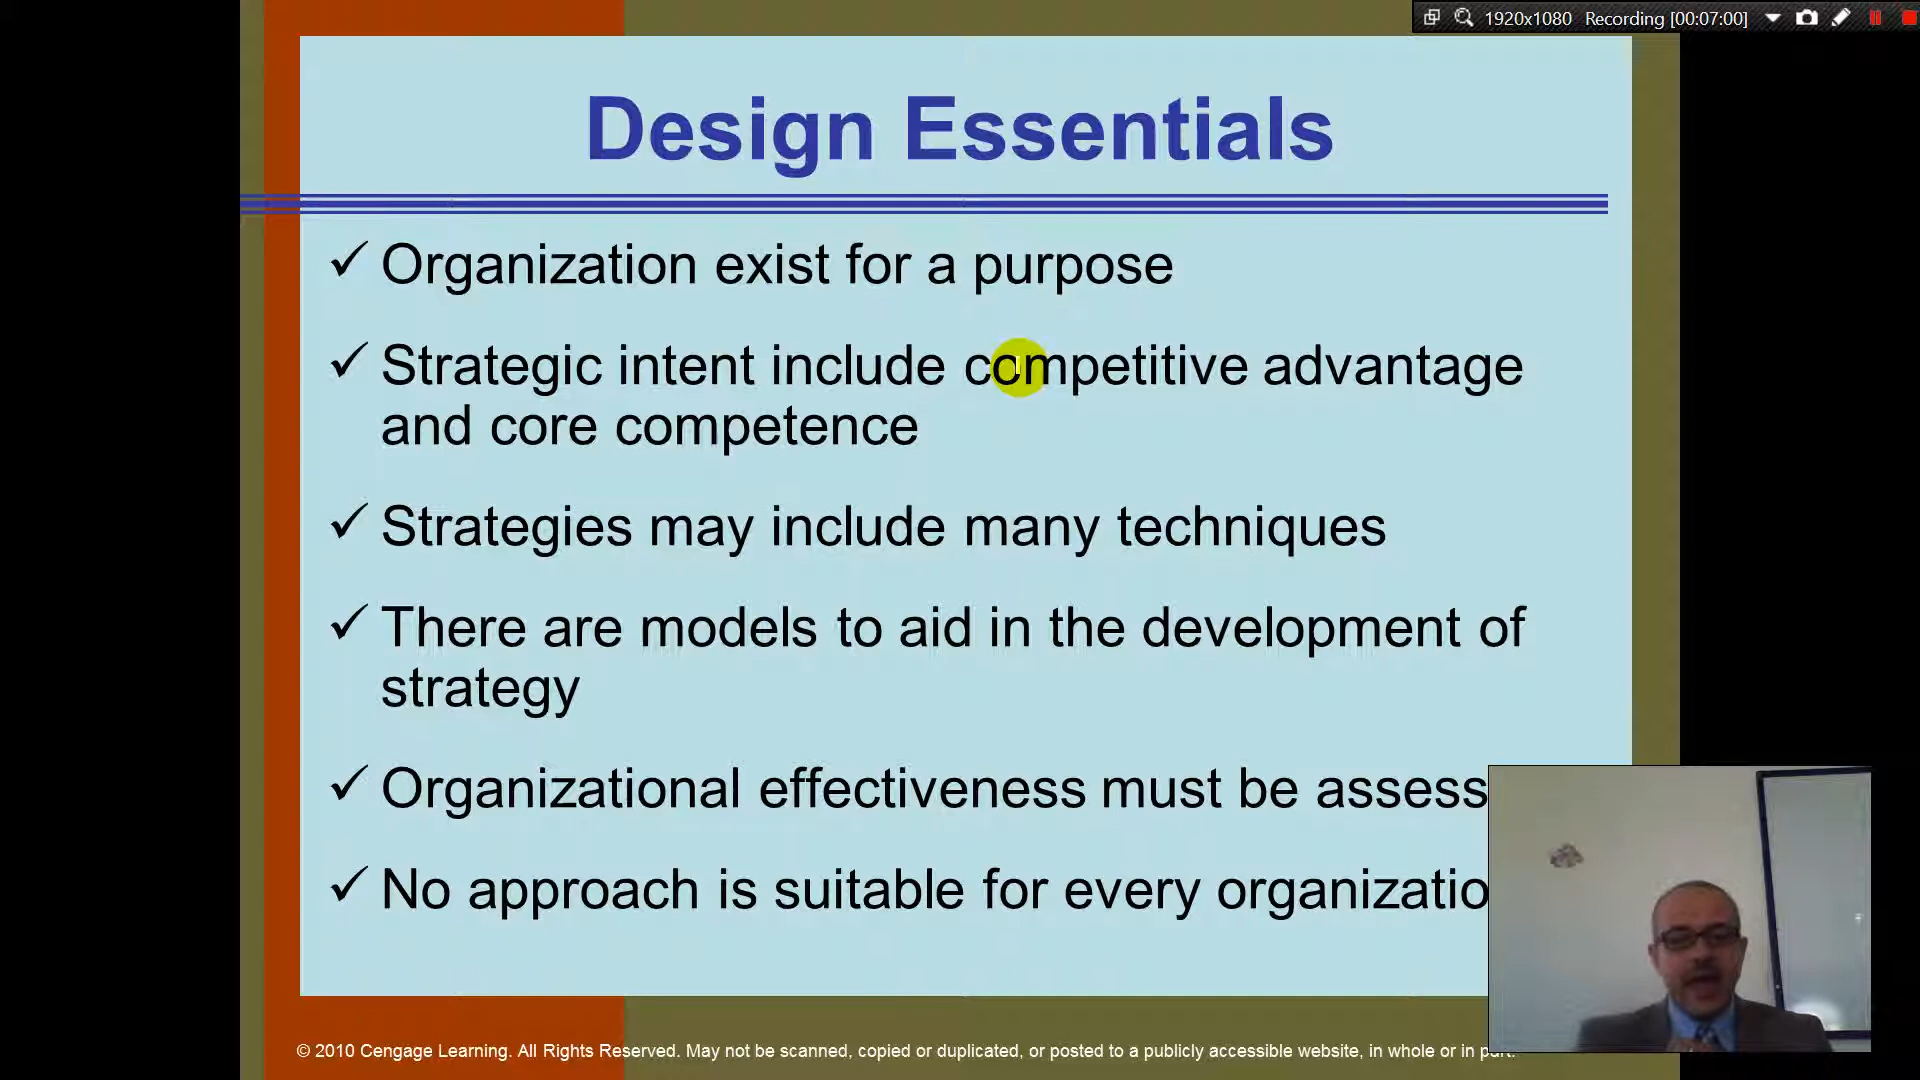 1920x1080 Recording [00:07:00]
Design Essentials
✓ Organization exist for a purpose
✓ Strategic intent include competitive advantage
and core competence
✓ Strategies may include many techniques
✓ There are models to aid in the development of
strategy
✓ Organizational effectiveness must be assess
✓ No approach is suitable for every organizatio
© 2010 Cengage Learning. All Rights Reserved. May not be scanned, copied or duplicated, or posted to a publicly accessible website, in whole or in part.